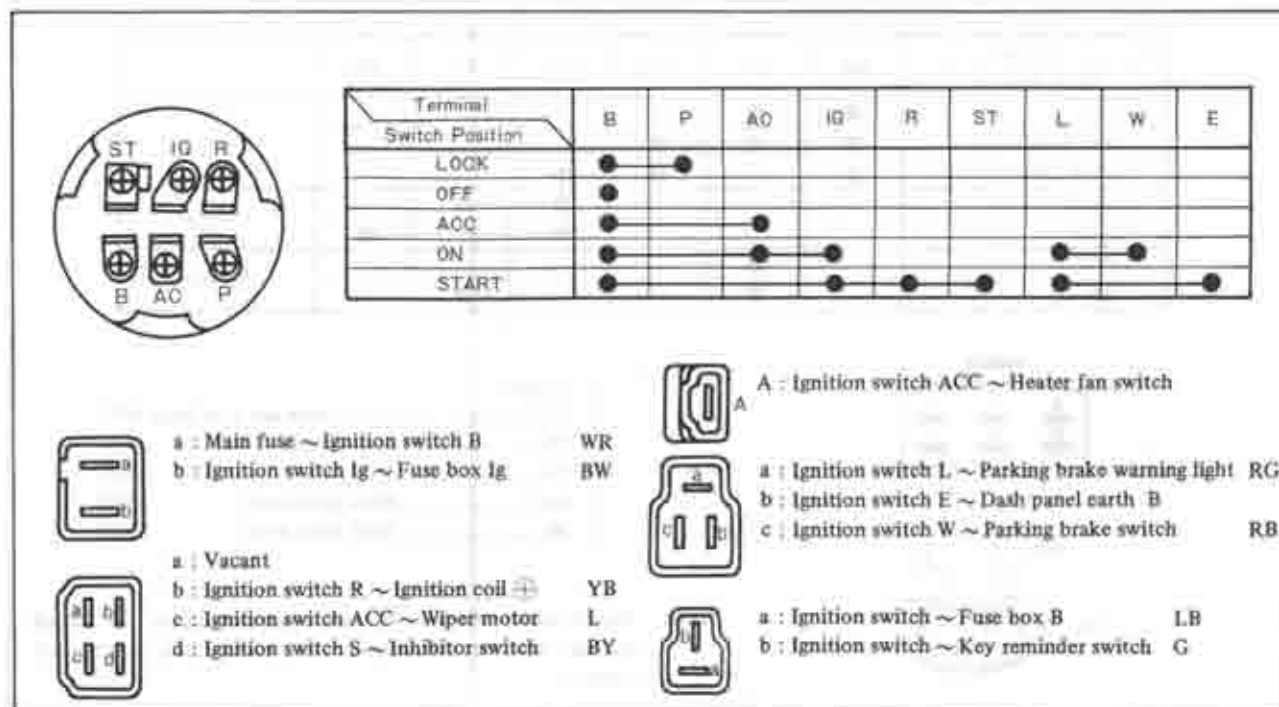 ST IG R
B AC P
Terminal B P AC IG R ST L W E
Switch Position
LOCK
OFF
ACC
ON
START
A : Ignition switch ACC ~ Heater fan switch
A
a : Main fuse ~ Ignition switch B WR
b : Ignition switch Ig ~ Fuse box Ig BW
a
b
a : Ignition switch L ~ Parking brake warning light RG
b : Ignition switch E ~ Dash panel earth B
c : Ignition switch W ~ Parking brake switch RB
a
c b
a : Vacant
b : Ignition switch R ~ Ignition coil ⊕ YB
c : Ignition switch ACC ~ Wiper motor L
d : Ignition switch S ~ Inhibitor switch BY
a b
c d
a : Ignition switch ~ Fuse box B LB
b : Ignition switch ~ Key reminder switch G
b
a